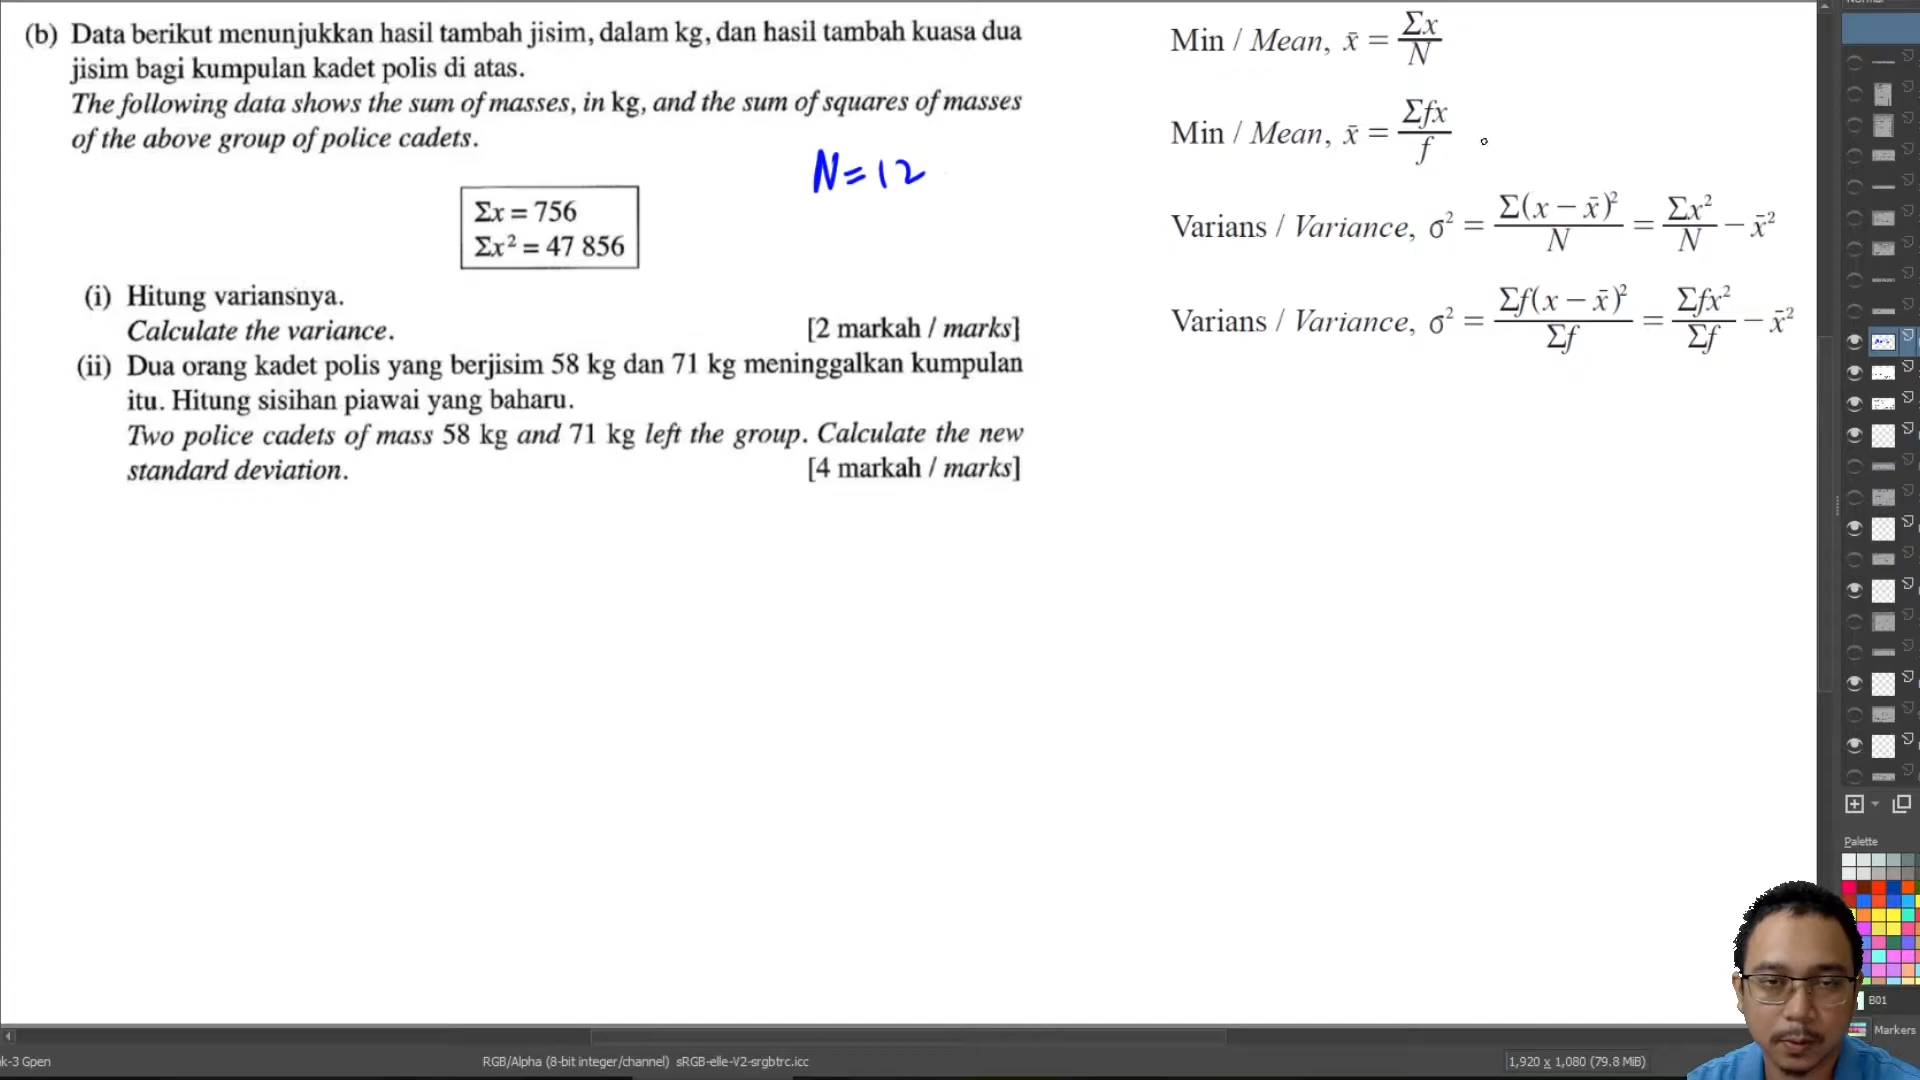 (b) Data berikut menunjukkan hasil tambah jisim, dalam kg, dan hasil tambah kuasa dua
jisim bagi kumpulan kadet polis di atas.
The following data shows the sum of masses, in kg, and the sum of squares of masses
of the above group of police cadets.
N=12
Σx = 756
Σx² = 47 856
(i) Hitung variansnya.
Calculate the variance. [2 markah / marks]
(ii) Dua orang kadet polis yang berjisim 58 kg dan 71 kg meninggalkan kumpulan
itu. Hitung sisihan piawai yang baharu.
Two police cadets of mass 58 kg and 71 kg left the group. Calculate the new
standard deviation. [4 markah / marks]
Min / Mean, x̄ = Σx / N
Min / Mean, x̄ = Σfx / f
Varians / Variance, σ² = Σ(x − x̄)² / N = Σx² / N − x̄²
Varians / Variance, σ² = Σf(x − x̄)² / Σf = Σfx² / Σf − x̄²
Palette
B01
Markers
k-3 Gpen
RGB/Alpha (8-bit integer/channel) sRGB-elle-V2-srgbtrc.icc
1,920 x 1,080 (79.8 MiB)